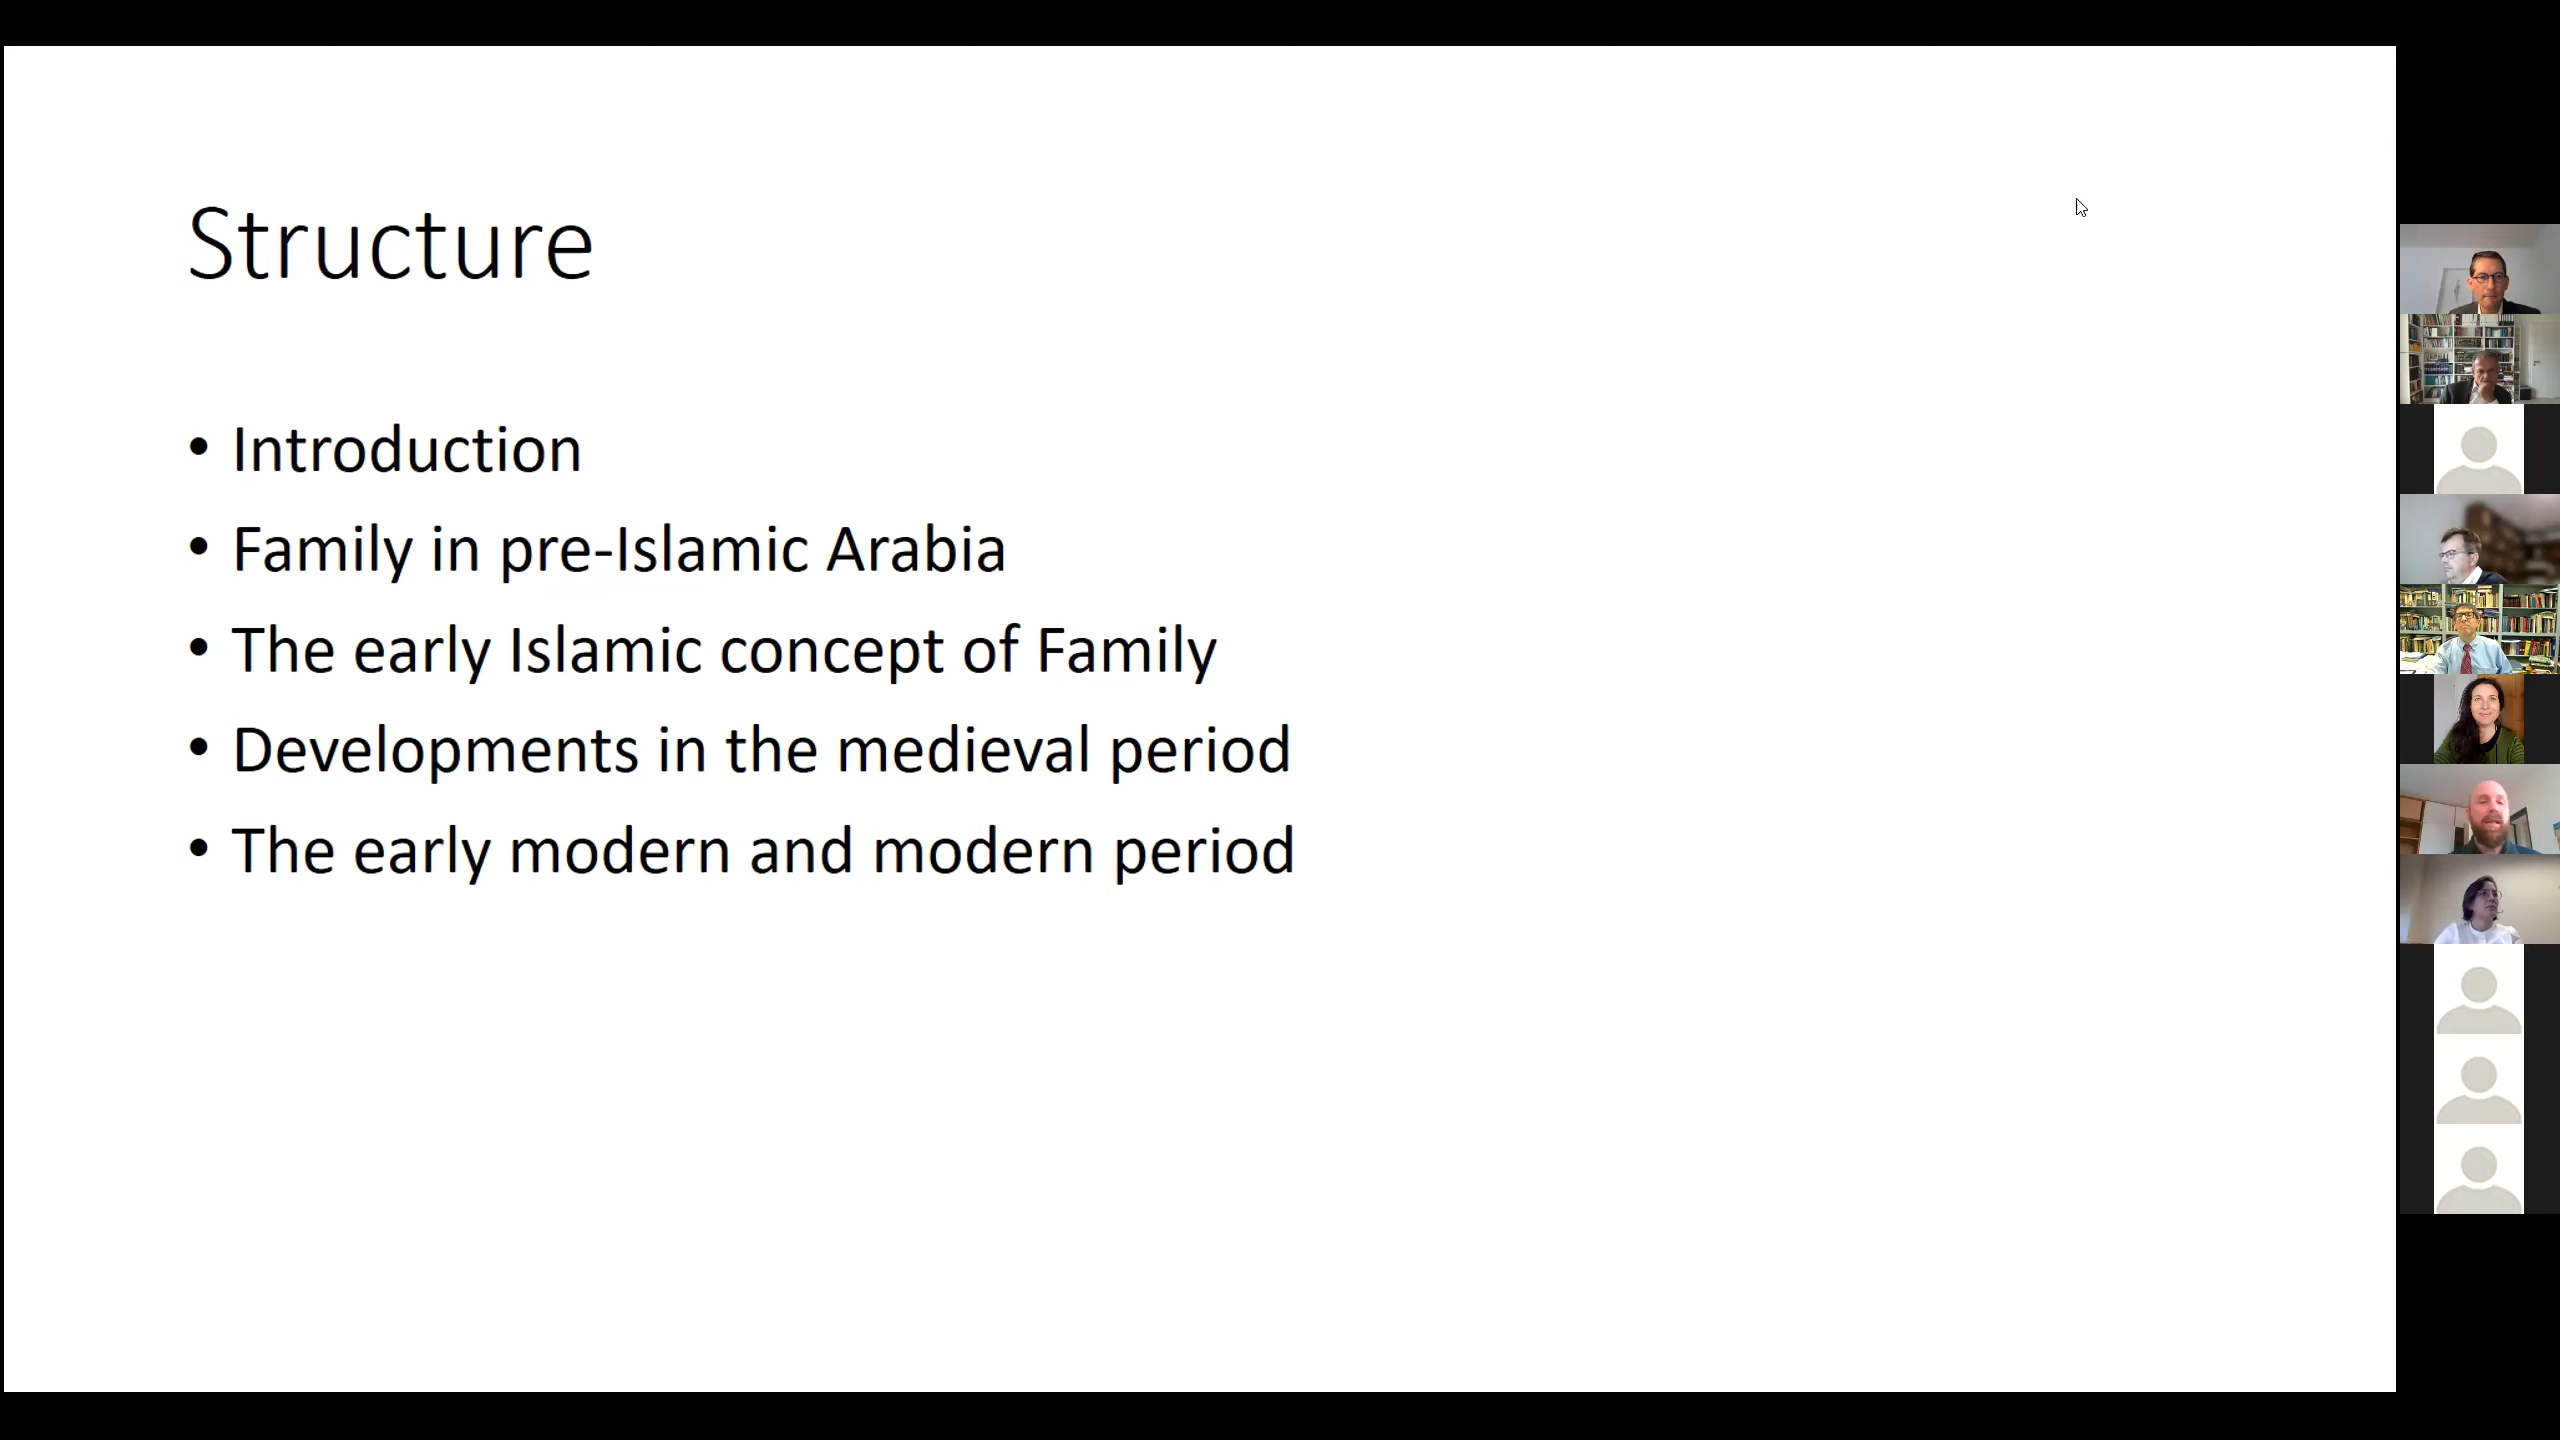 Structure
• Introduction
• Family in pre-Islamic Arabia
• The early Islamic concept of Family
• Developments in the medieval period
• The early modern and modern period